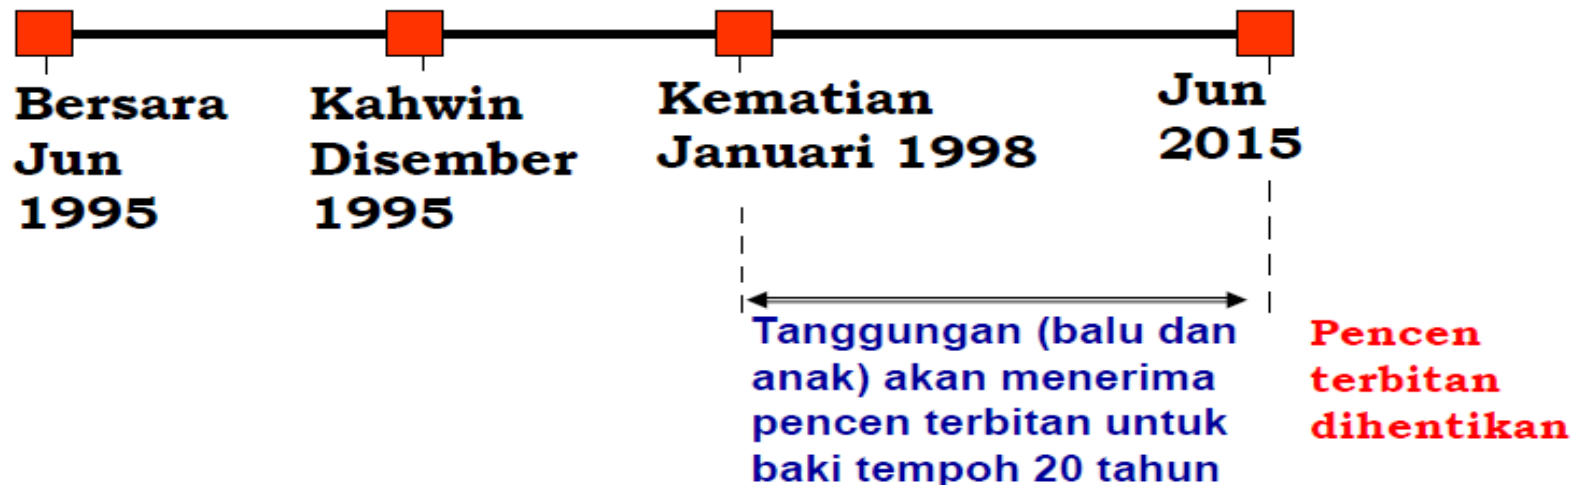 Bersara
Jun
1995
Kahwin
Disember
1995
Kematian
Januari 1998
Jun
2015
Tanggungan (balu dan
anak) akan menerima
pencen terbitan untuk
baki tempoh 20 tahun
Pencen
terbitan
dihentikan